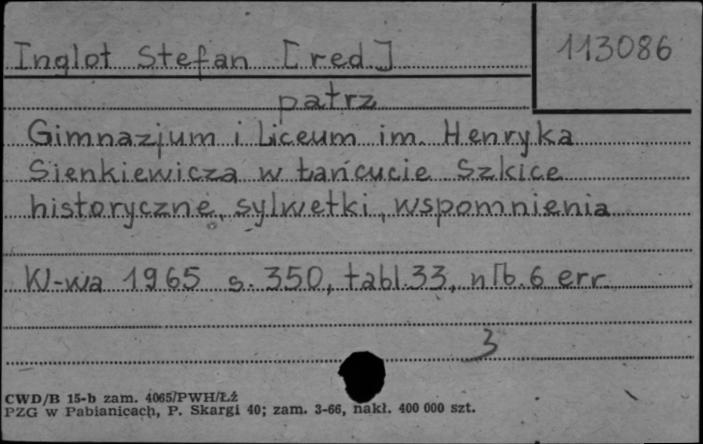 Inglot Stefan [red.]
113086
patrz
Gimnazjum i Liceum im. Henryka
Sienkiewicza w Łańcucie Szkice
historyczne, sylwetki, wspomnienia
W-wa 1965 s. 350, tabl. 33, nlb. 6 err.
3
CWD/B 15-b zam. 4065/PWH/Łź
PZG w Pabianicach, P. Skargi 40; zam. 3-66, nakł. 400 000 szt.